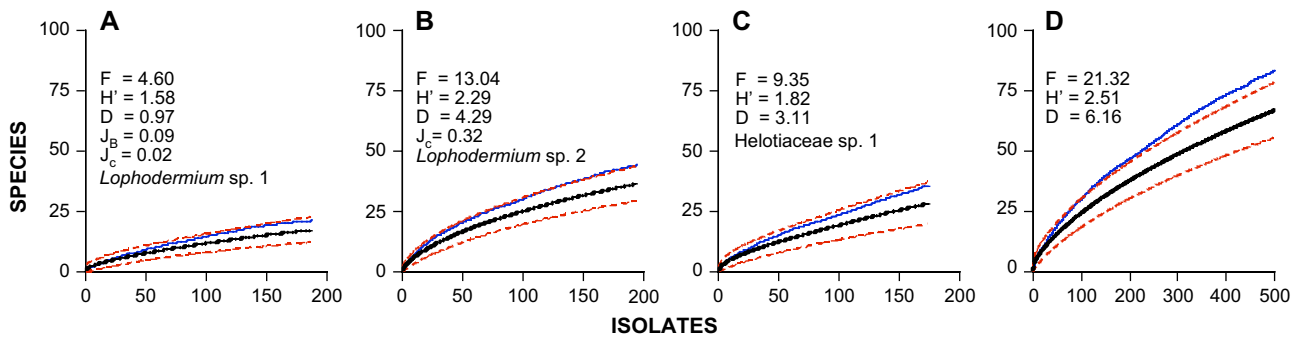 A
B
C
D
SPECIES
100
75
50
25
0
F = 4.60
H' = 1.58
D = 0.97
J_B = 0.09
J_c = 0.02
Lophodermium sp. 1
0
50
100
150
200
100
75
50
25
0
F = 13.04
H' = 2.29
D = 4.29
J_c = 0.32
Lophodermium sp. 2
0
50
100
150
200
100
75
50
25
0
F = 9.35
H' = 1.82
D = 3.11
Helotiaceae sp. 1
0
50
100
150
200
100
75
50
25
0
F = 21.32
H' = 2.51
D = 6.16
0
100
200
300
400
500
ISOLATES